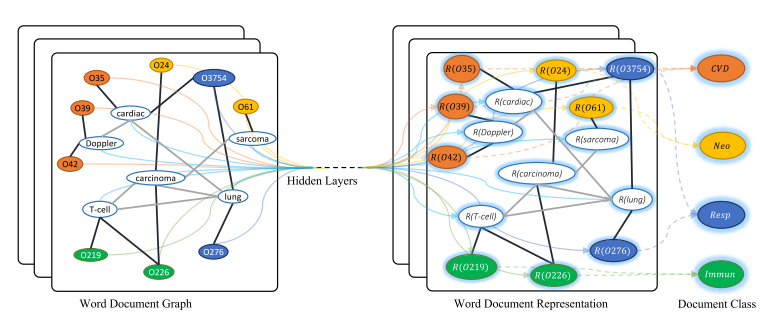 O24
O35
O3754
O39
O61
cardiac
Doppler
sarcoma
O42
carcinoma
lung
T-cell
O219
O226
O276
Word Document Graph
Hidden Layers
R(O35)
R(O24)
R(O3754)
R(O39)
R(cardiac)
R(O61)
R(Doppler)
R(sarcoma)
R(O42)
R(carcinoma)
R(lung)
R(T-cell)
R(O276)
R(O219)
R(O226)
Word Document Representation
CVD
Neo
Resp
Immun
Document Class